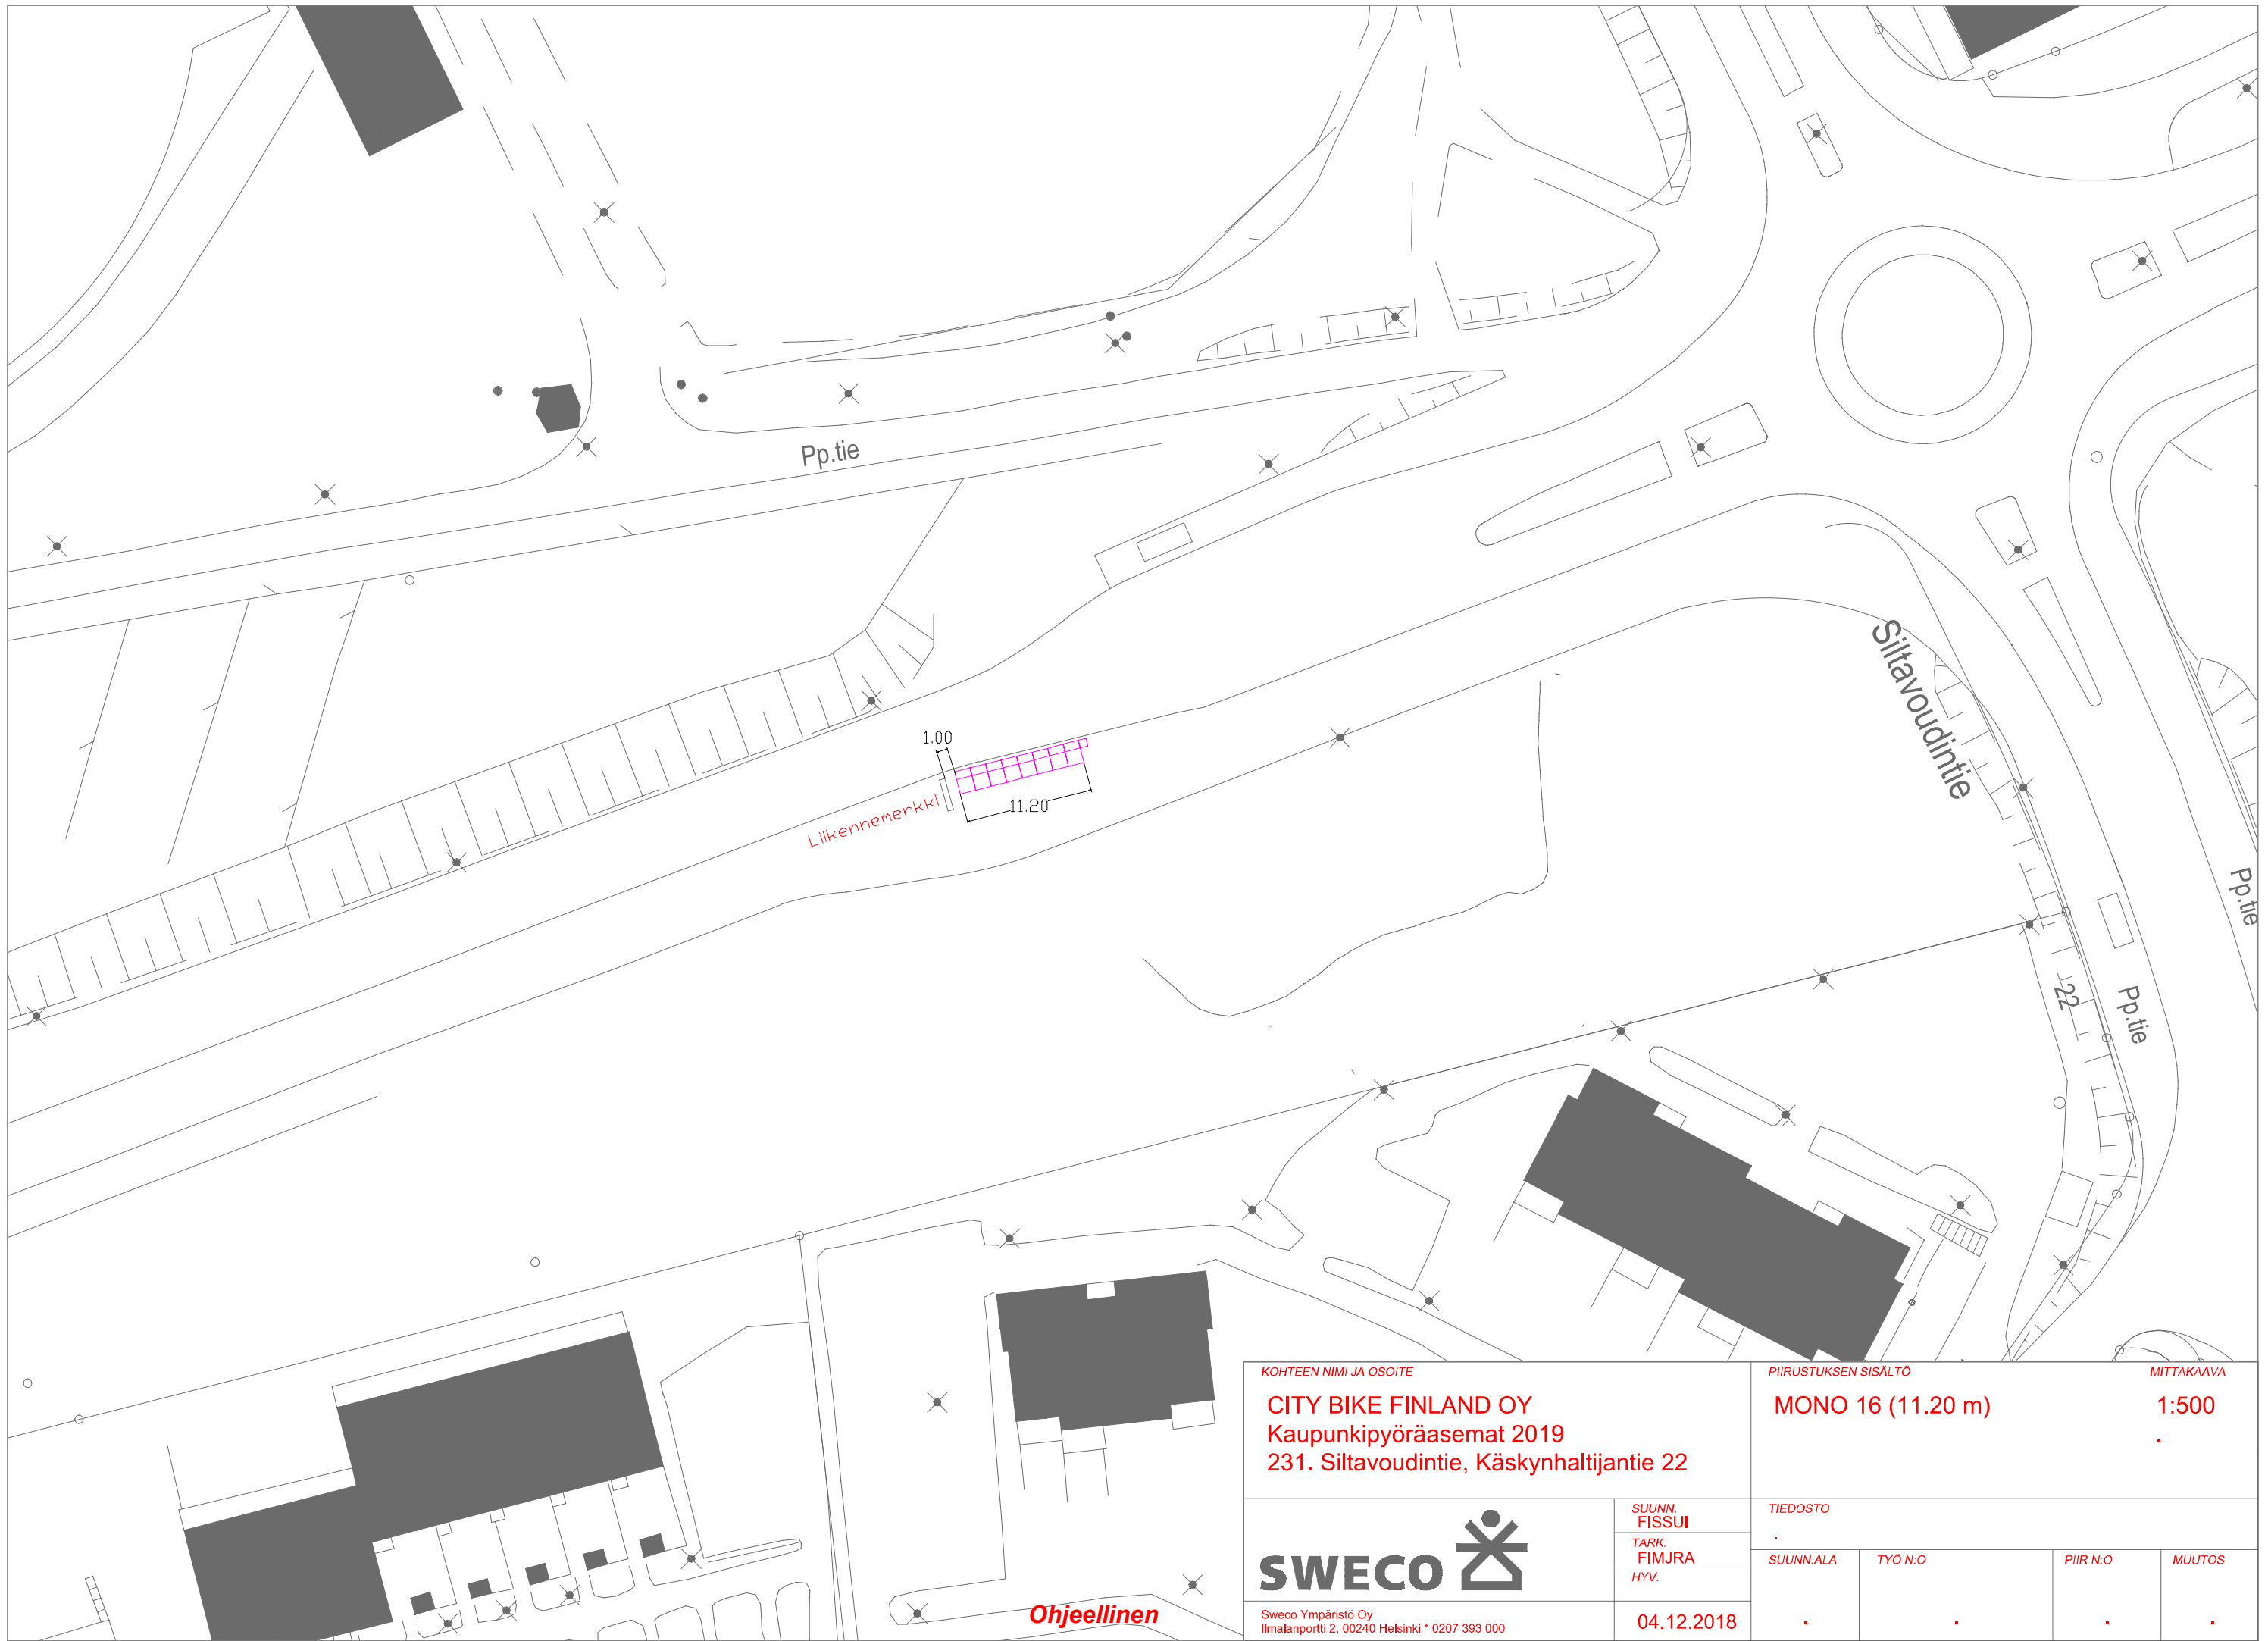 Pp.tie
Siltavoudintie
1.00
11.20
Liikennemerkki
Pp.tie
22
Pp.tie
Ohjeellinen
KOHTEEN NIMI JA OSOITE
CITY BIKE FINLAND OY
Kaupunkipyöräasemat 2019
231. Siltavoudintie, Käskynhaltijantie 22
PIIRUSTUKSEN SISÄLTÖ
MITTAKAAVA
MONO 16 (11.20 m)
1:500
.
SWECO
Sweco Ympäristö Oy
Ilmalanportti 2, 00240 Helsinki * 0207 393 000
SUUNN.
FISSUI
TARK.
FIMJRA
HYV.
04.12.2018
TIEDOSTO
.
SUUNN.ALA
TYÖ N:O
PIIR N:O
MUUTOS
. . . .